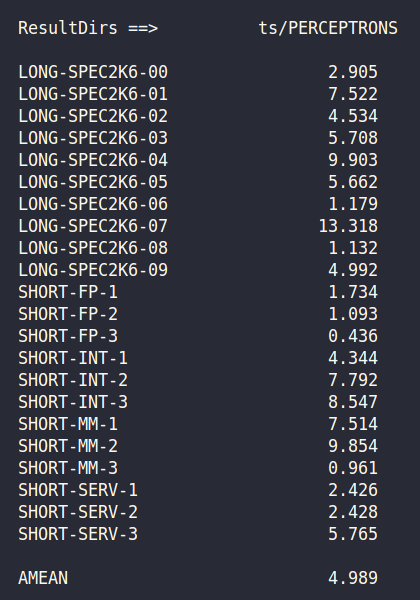 ResultDirs ==>          ts/PERCEPTRONS
LONG-SPEC2K6-00                2.905
LONG-SPEC2K6-01                7.522
LONG-SPEC2K6-02                4.534
LONG-SPEC2K6-03                5.708
LONG-SPEC2K6-04                9.903
LONG-SPEC2K6-05                5.662
LONG-SPEC2K6-06                1.179
LONG-SPEC2K6-07               13.318
LONG-SPEC2K6-08                1.132
LONG-SPEC2K6-09                4.992
SHORT-FP-1                     1.734
SHORT-FP-2                     1.093
SHORT-FP-3                     0.436
SHORT-INT-1                    4.344
SHORT-INT-2                    7.792
SHORT-INT-3                    8.547
SHORT-MM-1                     7.514
SHORT-MM-2                     9.854
SHORT-MM-3                     0.961
SHORT-SERV-1                   2.426
SHORT-SERV-2                   2.428
SHORT-SERV-3                   5.765
AMEAN                          4.989